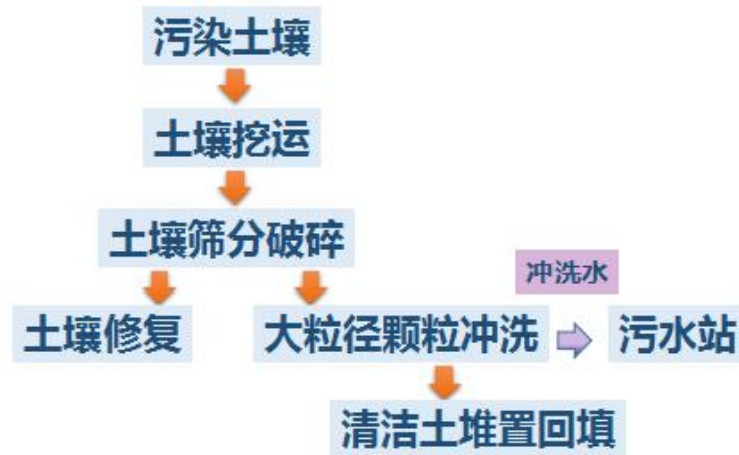 污染土壤
土壤挖运
土壤筛分破碎
冲洗水
土壤修复
大粒径颗粒冲洗
污水站
清洁土堆置回填